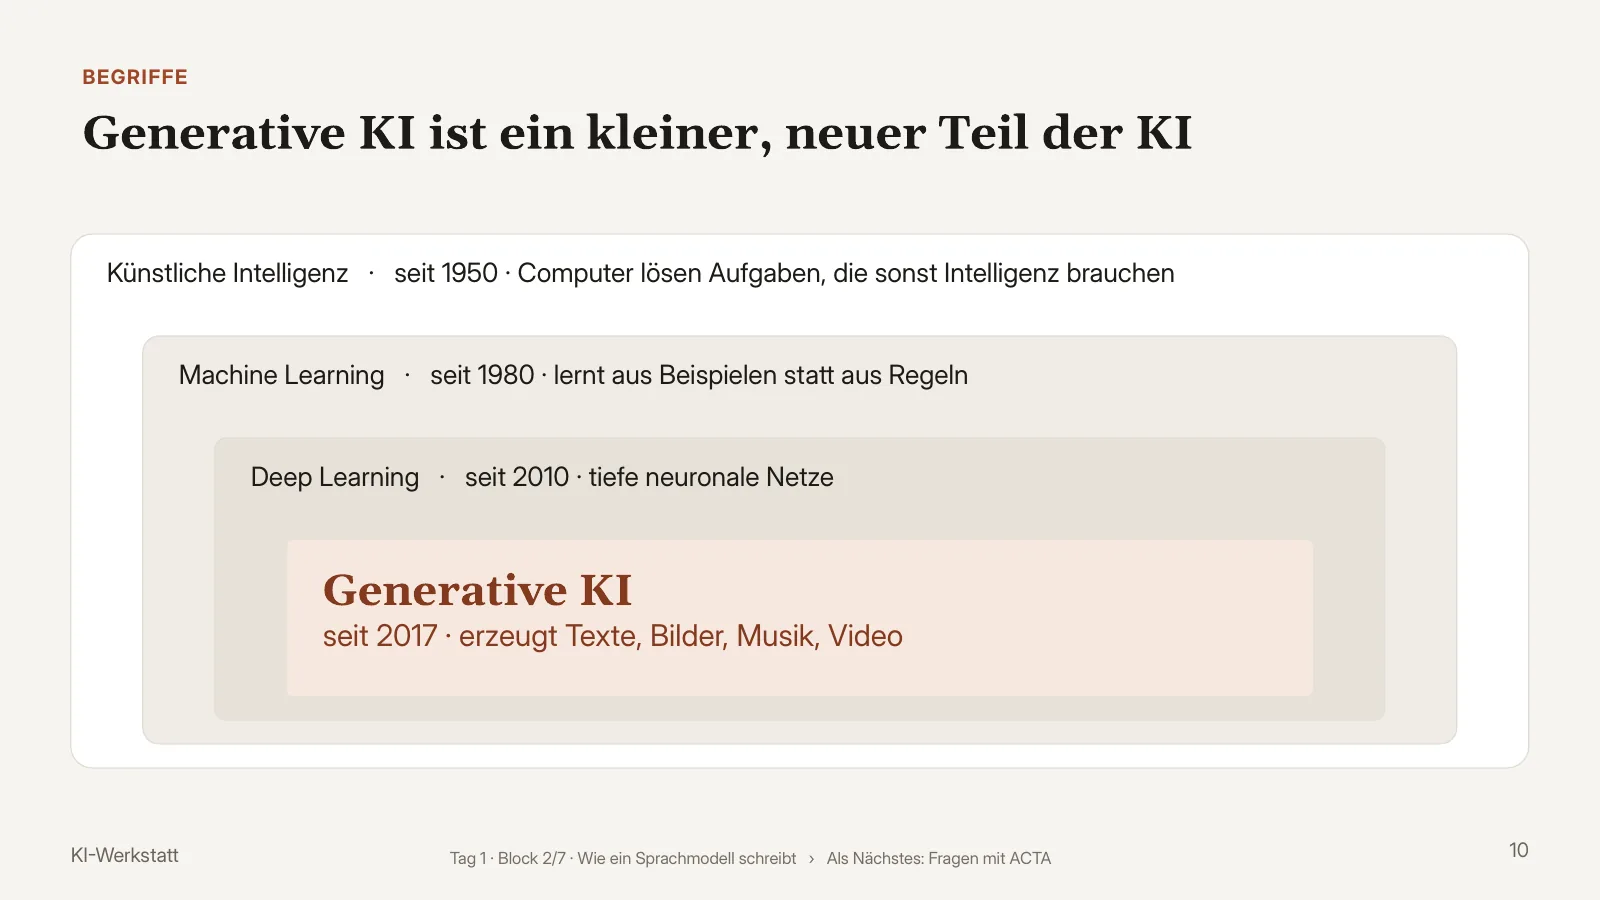 BEGRIFFE
Generative KI ist ein kleiner, neuer Teil der KI
Künstliche Intelligenz · seit 1950 · Computer lösen Aufgaben, die sonst Intelligenz brauchen
Machine Learning · seit 1980 · lernt aus Beispielen statt aus Regeln
Deep Learning · seit 2010 · tiefe neuronale Netze
Generative KI
seit 2017 · erzeugt Texte, Bilder, Musik, Video
KI-Werkstatt
Tag 1 · Block 2/7 · Wie ein Sprachmodell schreibt › Als Nächstes: Fragen mit ACTA
10